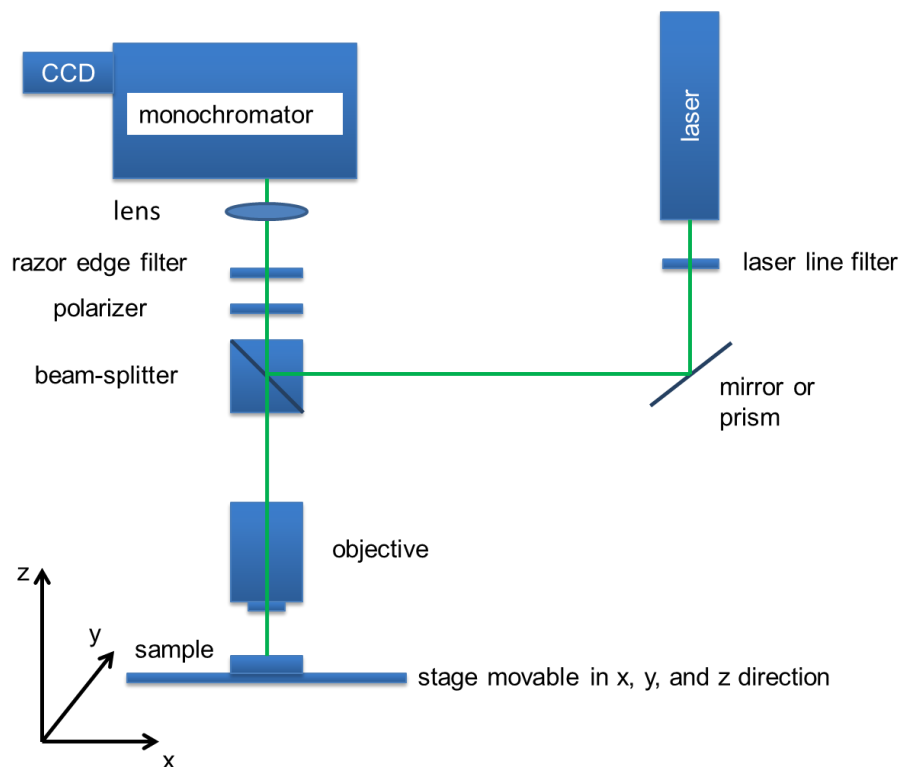 CCD
monochromator
laser
lens
razor edge filter
laser line filter
polarizer
beam-splitter
mirror or
prism
objective
z
y
sample
stage movable in x, y, and z direction
x